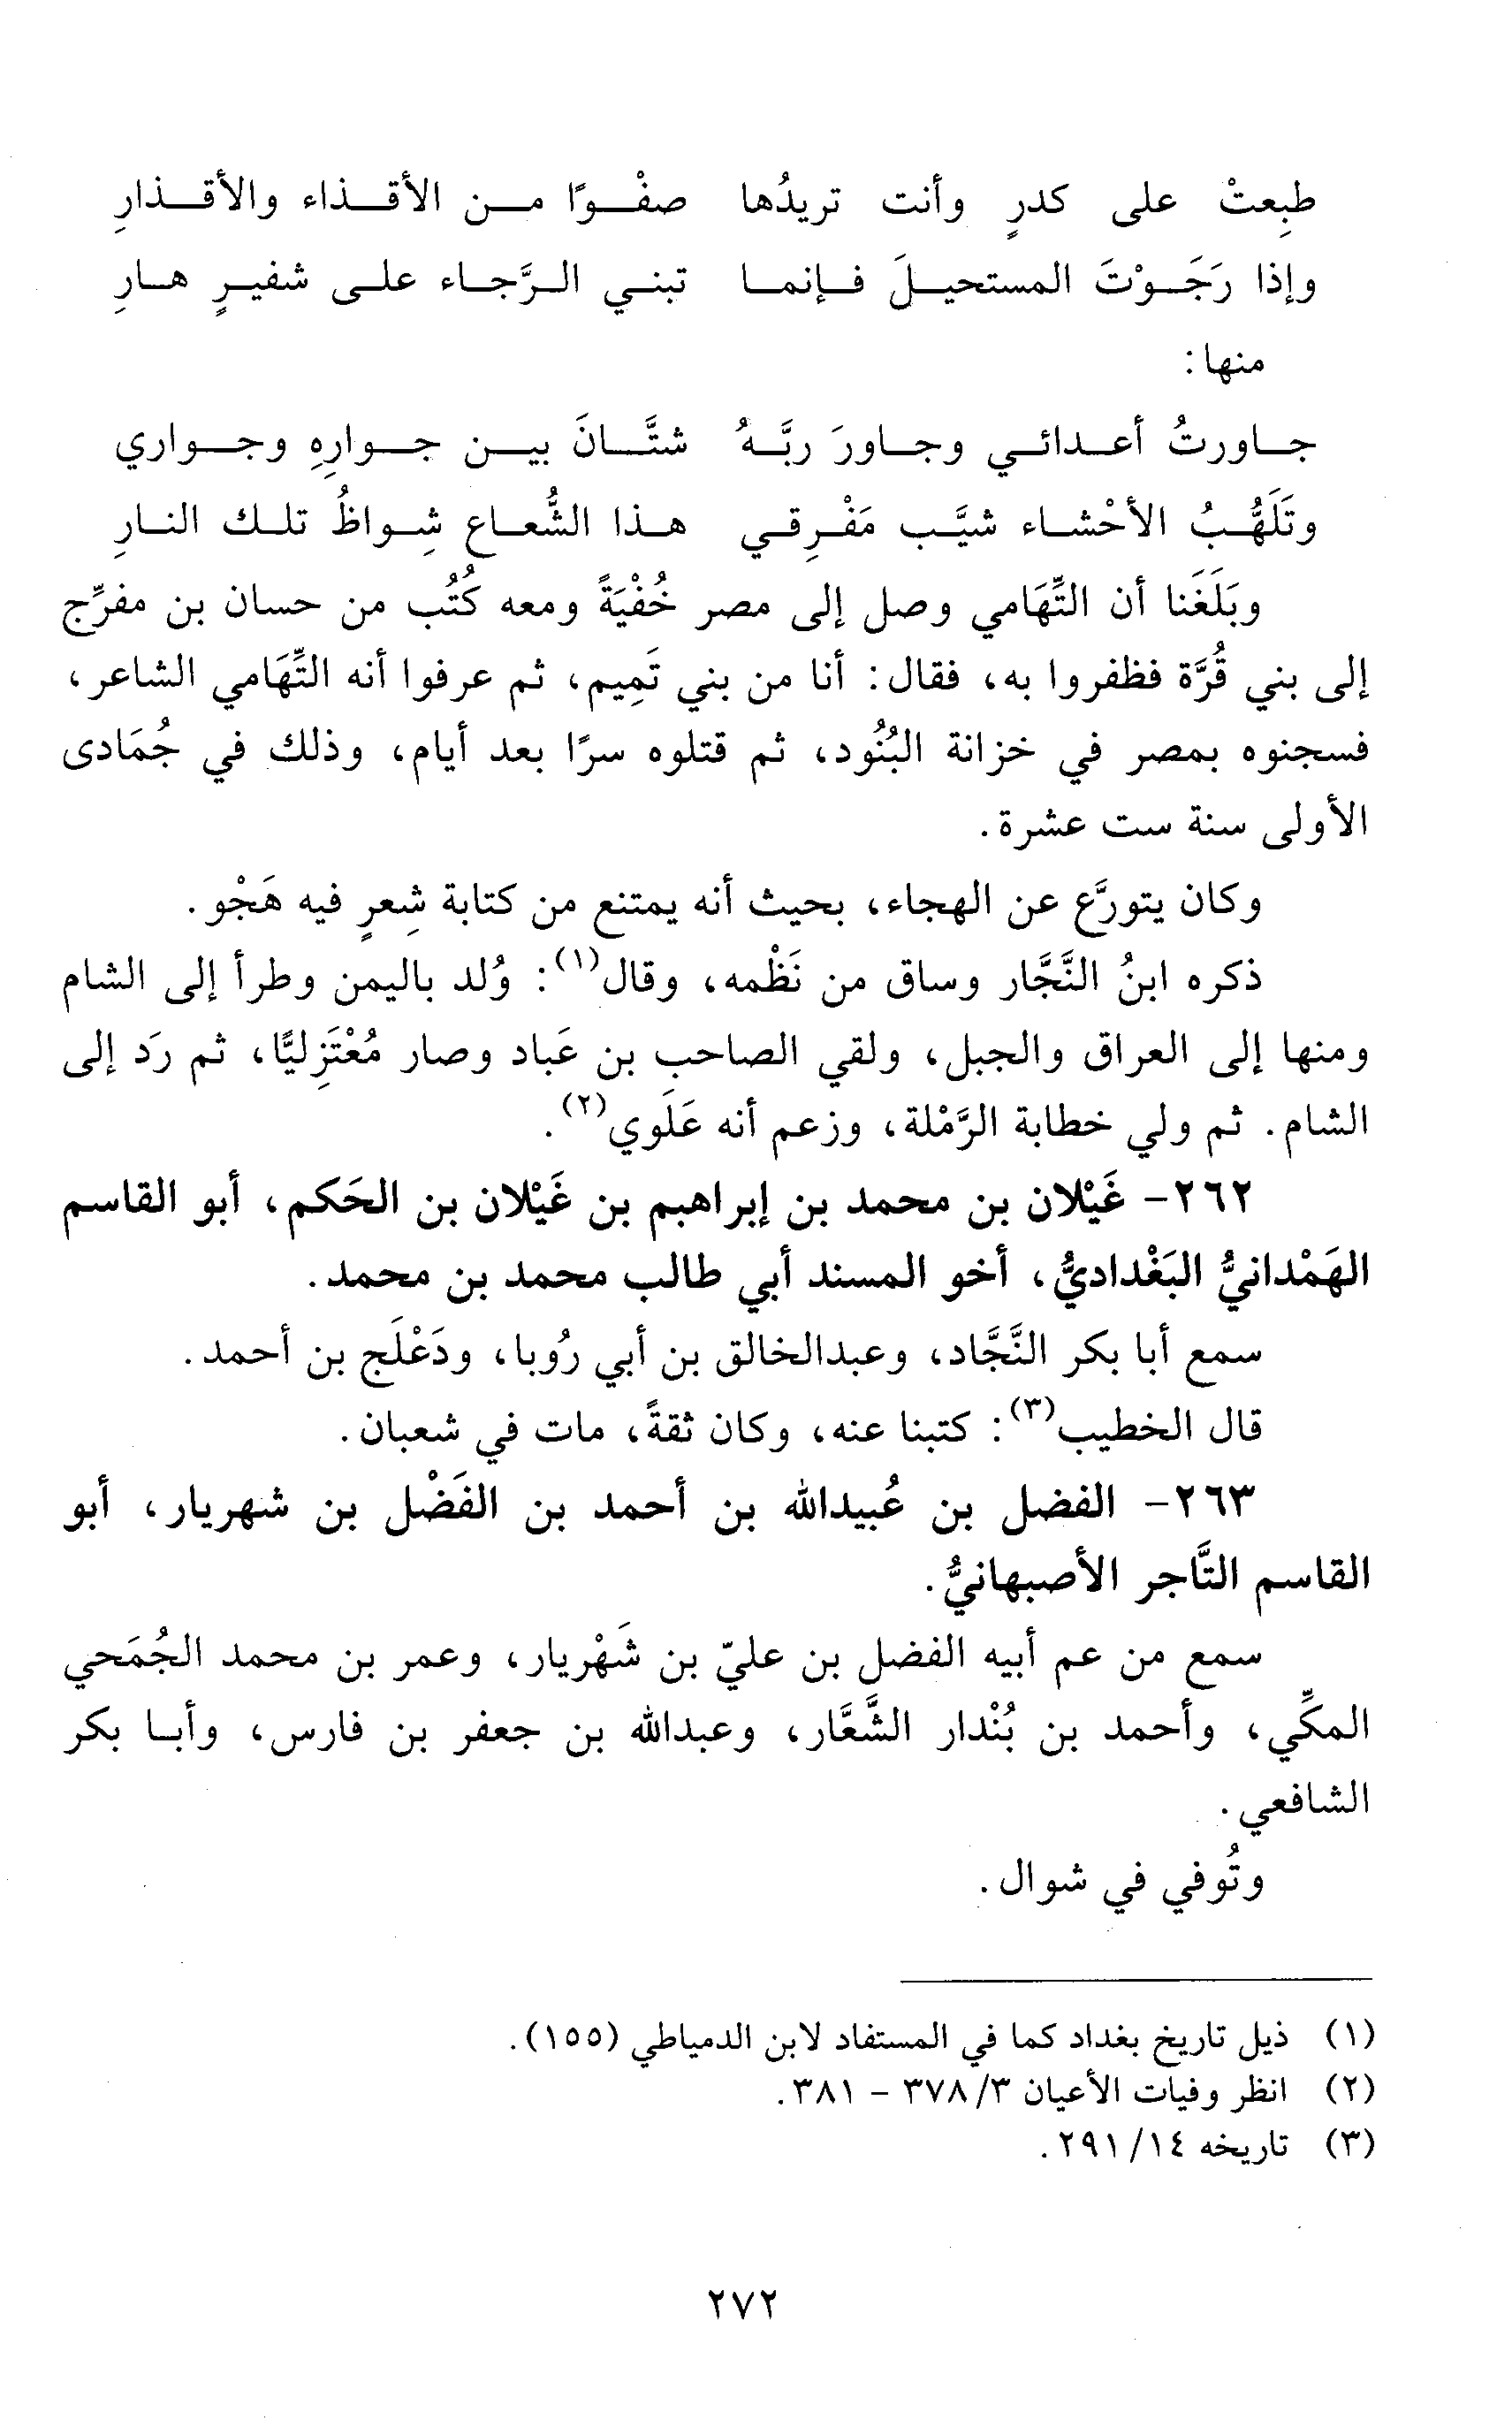 طبِعتْ على كدرٍ وأنت تريدُها صفْوًا من الأقذاء والأقذارِ
وإذا رَجَوْتَ المستحيلَ فإنما تبني الرَّجاء على شفيرٍ هارِ
منها:
جاورتُ أعدائي وجاورَ ربَّهُ شتَّانَ بين جوارِهِ وجواري
وتَلَهُّبُ الأحْشاء شيَّب مَفْرِقي هذا الشُّعاع شِواظُ تلك النارِ
وبَلَغَنا أن التِّهَامي وصل إلى مصر خُفْيَةً ومعه كُتُب من حسان بن مفرِّج
إلى بني قُرَّة فظفروا به، فقال: أنا من بني تَمِيم، ثم عرفوا أنه التِّهَامي الشاعر،
فسجنوه بمصر في خزانة البُنُود، ثم قتلوه سرًا بعد أيام، وذلك في جُمَادى
الأولى سنة ست عشرة.
وكان يتورَّع عن الهجاء، بحيث أنه يمتنع من كتابة شِعرٍ فيه هَجْو.
ذكره ابنُ النَّجَّار وساق من نَظْمه، وقال(١): وُلد باليمن وطرأ إلى الشام
ومنها إلى العراق والجبل، ولقي الصاحب بن عَباد وصار مُعْتَزِليًّا، ثم رَد إلى
الشام. ثم ولي خطابة الرَّمْلة، وزعم أنه عَلَوي(٢).
٢٦٢- غَيْلان بن محمد بن إبراهيم بن غَيْلان بن الحَكم، أبو القاسم
الهَمْدانيُّ البَغْداديُّ، أخو المسند أبي طالب محمد بن محمد.
سمع أبا بكر النَّجَّاد، وعبدالخالق بن أبي رُوبا، ودَعْلَج بن أحمد.
قال الخطيب(٣): كتبنا عنه، وكان ثقةً، مات في شعبان.
٢٦٣- الفضل بن عُبيدالله بن أحمد بن الفَضْل بن شهريار، أبو
القاسم التَّاجر الأصبهانيُّ.
سمع من عم أبيه الفضل بن عليّ بن شَهْريار، وعمر بن محمد الجُمَحي
المكِّي، وأحمد بن بُنْدار الشَّعَّار، وعبدالله بن جعفر بن فارس، وأبا بكر
الشافعي.
وتُوفي في شوال.
(١) ذيل تاريخ بغداد كما في المستفاد لابن الدمياطي (١٥٥).
(٢) انظر وفيات الأعيان ٣/ ٣٧٨ - ٣٨١.
(٣) تاريخه ١٤/ ٢٩١.
٢٧٢